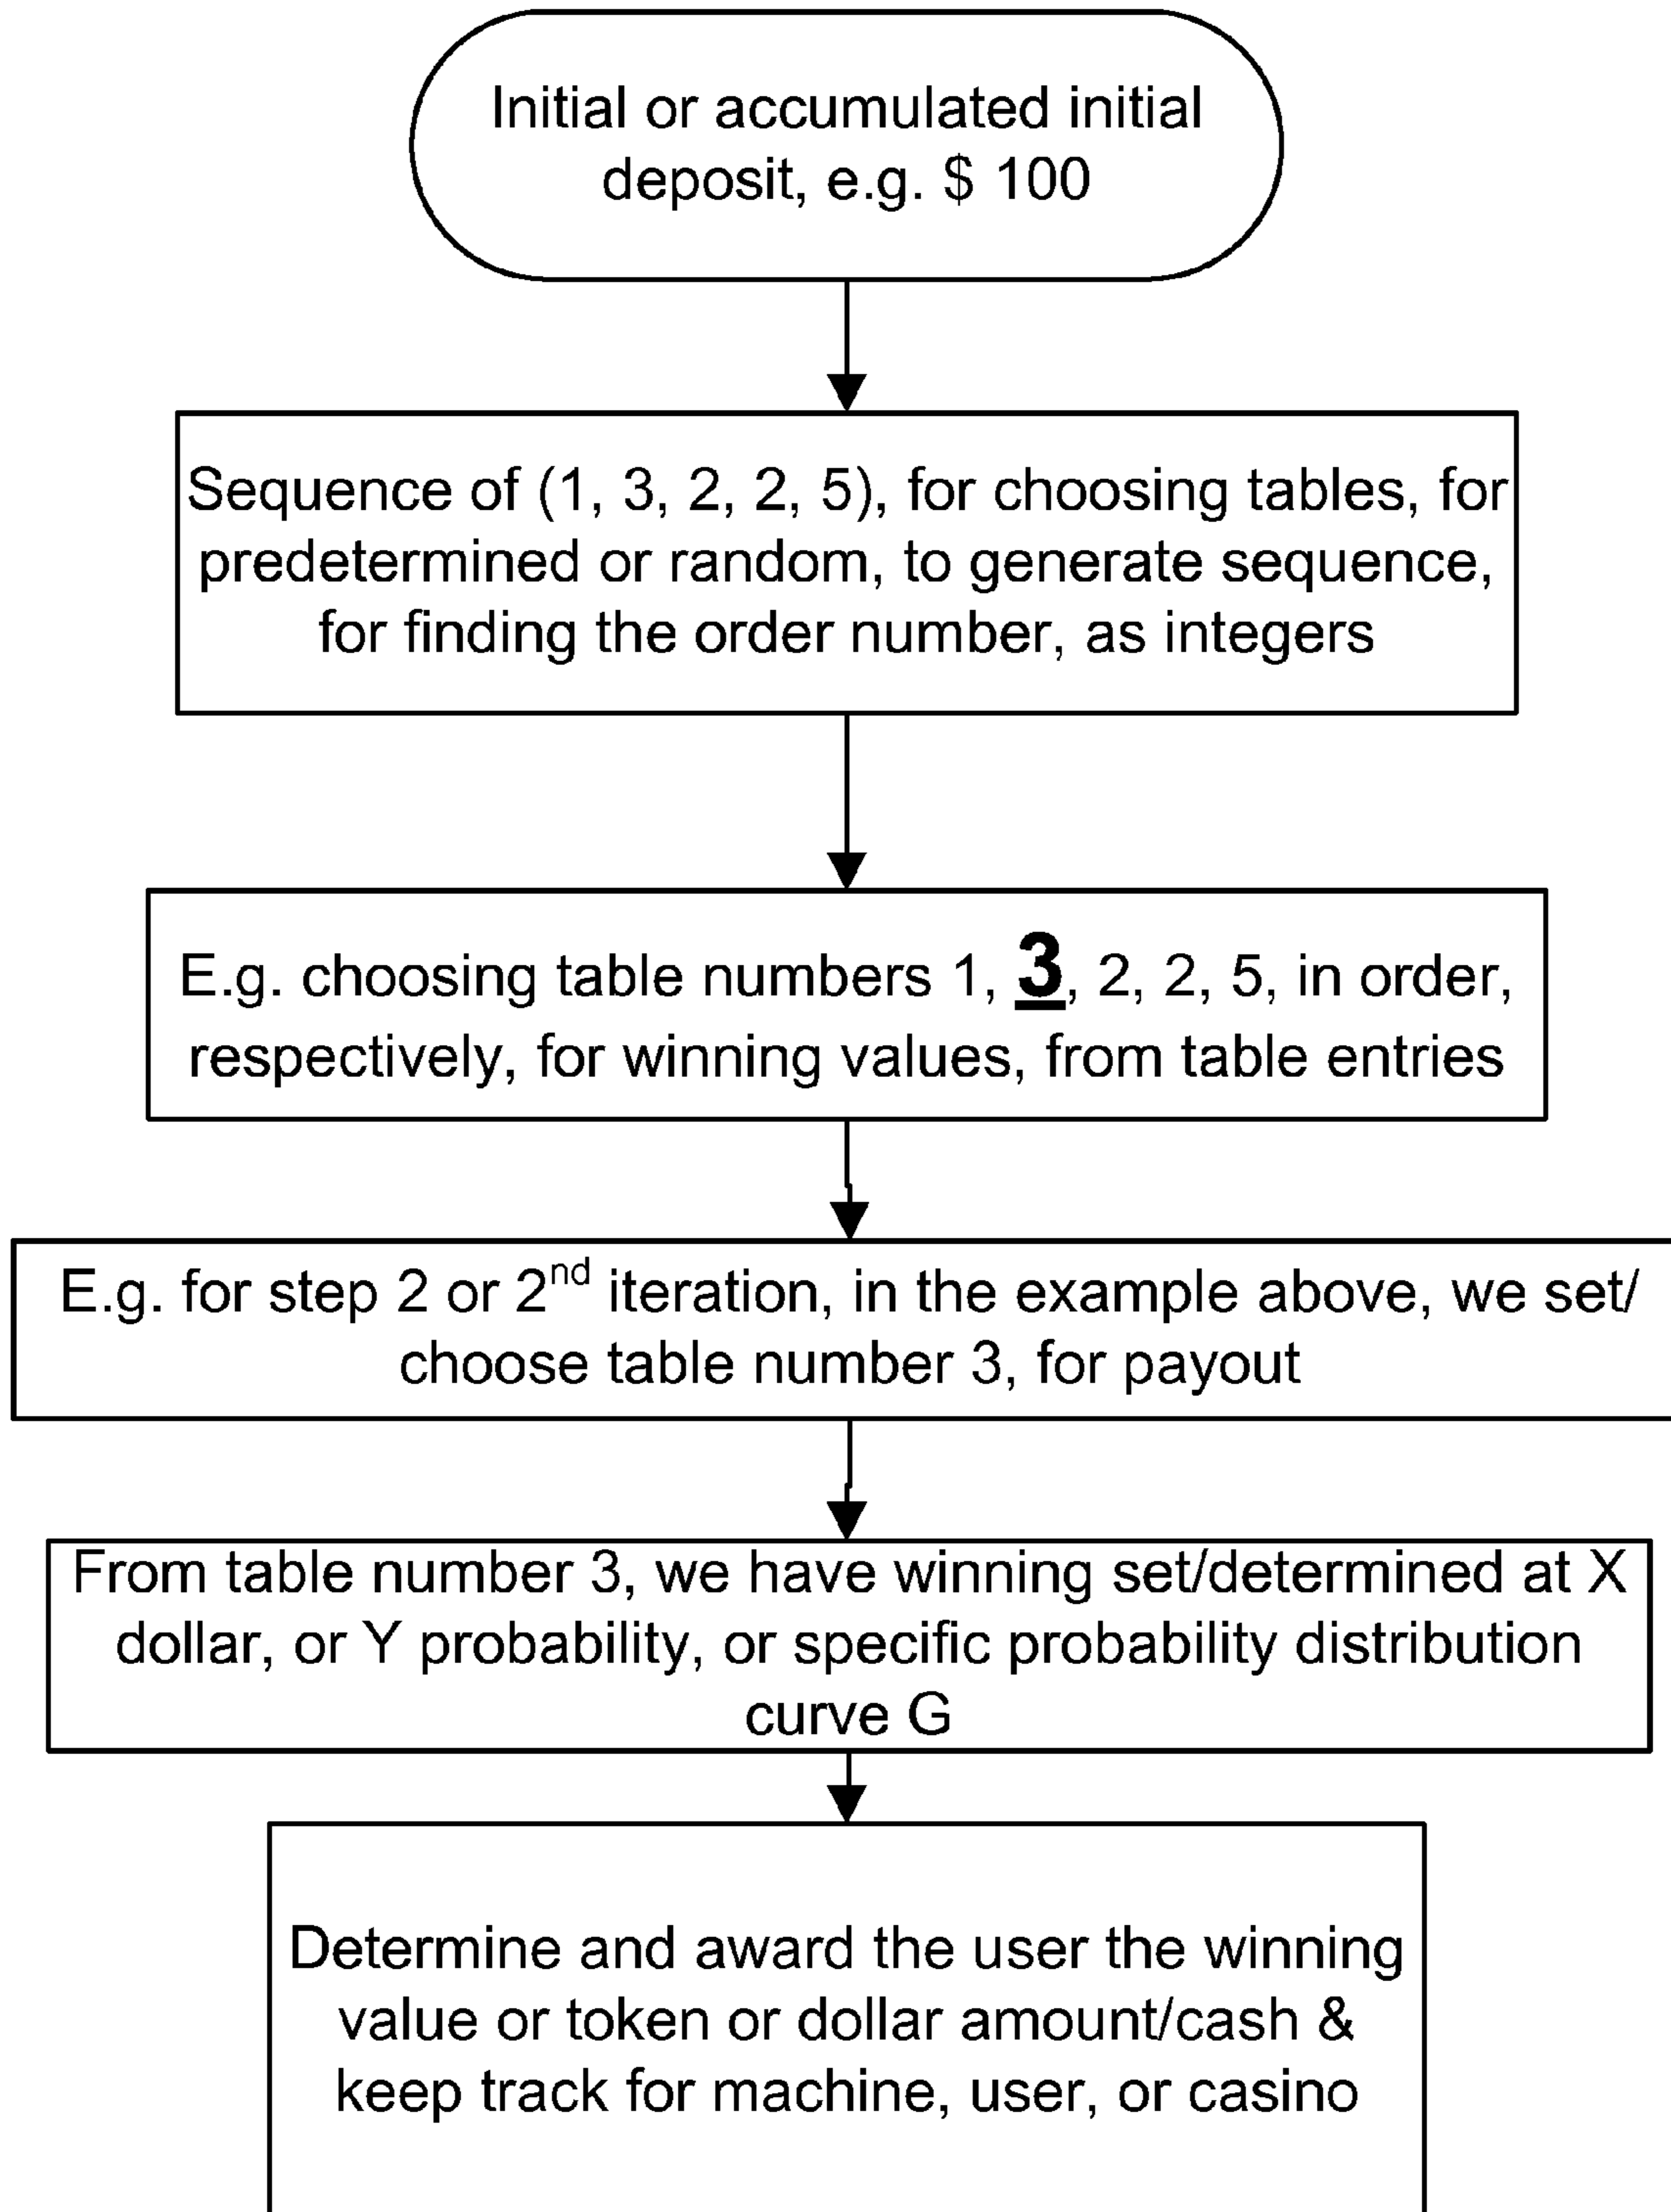 Initial or accumulated initial
deposit, e.g. $ 100
Sequence of (1, 3, 2, 2, 5), for choosing tables, for
predetermined or random, to generate sequence,
for finding the order number, as integers
E.g. choosing table numbers 1, 3, 2, 2, 5, in order,
respectively, for winning values, from table entries
E.g. for step 2 or 2nd iteration, in the example above, we set/
choose table number 3, for payout
From table number 3, we have winning set/determined at X
dollar, or Y probability, or specific probability distribution
curve G
Determine and award the user the winning
value or token or dollar amount/cash &
keep track for machine, user, or casino